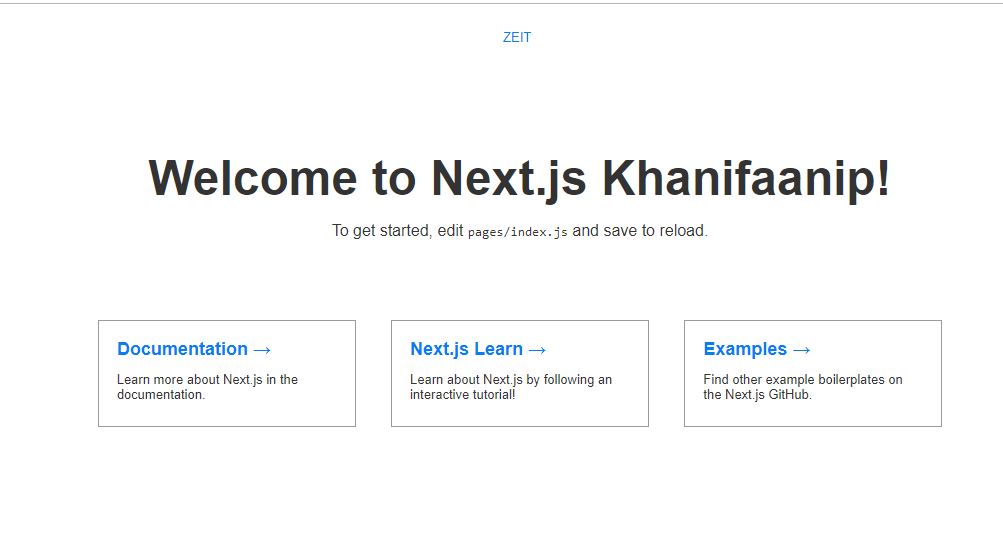 ZEIT
Welcome to Next.js Khanifaanip!
To get started, edit pages/index.js and save to reload.
Documentation →
Learn more about Next.js in the
documentation.
Next.js Learn →
Learn about Next.js by following an
interactive tutorial!
Examples →
Find other example boilerplates on
the Next.js GitHub.